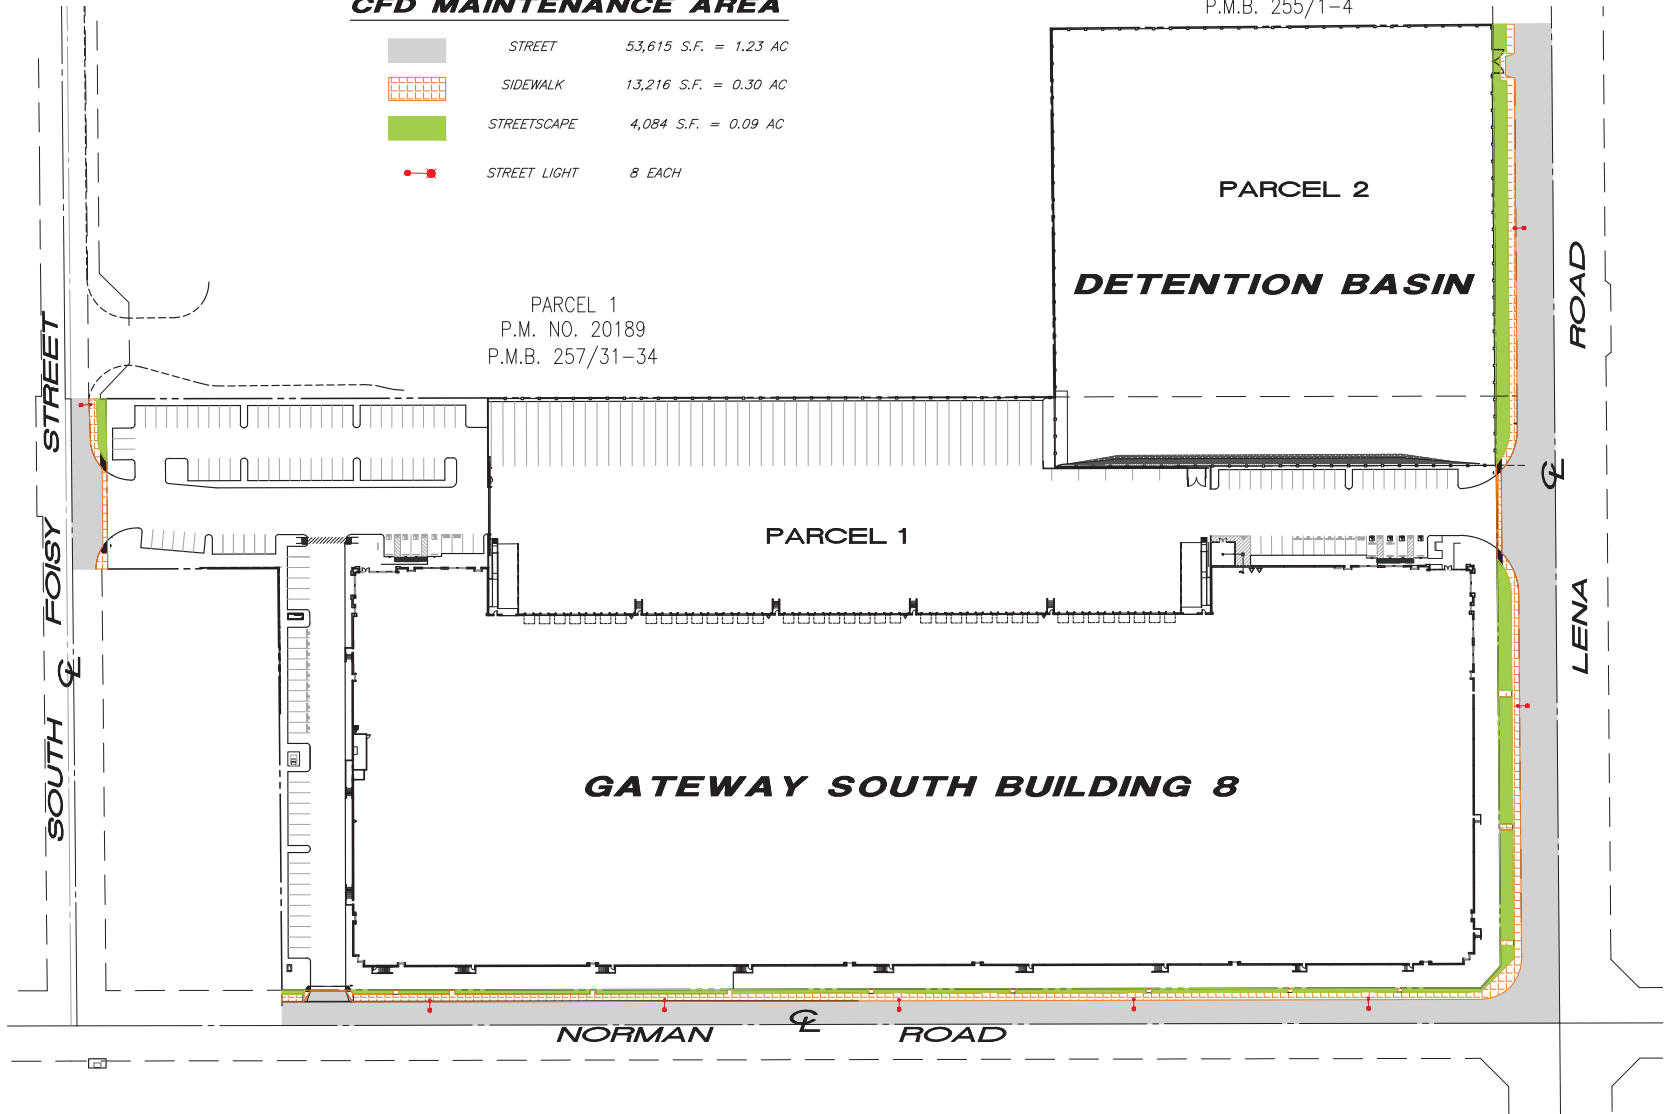 CFD MAINTENANCE AREA
P.M.B. 255/1-4
STREET 53,615 S.F. = 1.23 AC
SIDEWALK 13,216 S.F. = 0.30 AC
STREETSCAPE 4,084 S.F. = 0.09 AC
STREET LIGHT 8 EACH
PARCEL 2
DETENTION BASIN
PARCEL 1
P.M. NO. 20189
P.M.B. 257/31-34
PARCEL 1
GATEWAY SOUTH BUILDING 8
SOUTH FOISY STREET
LENA ROAD
NORMAN ROAD